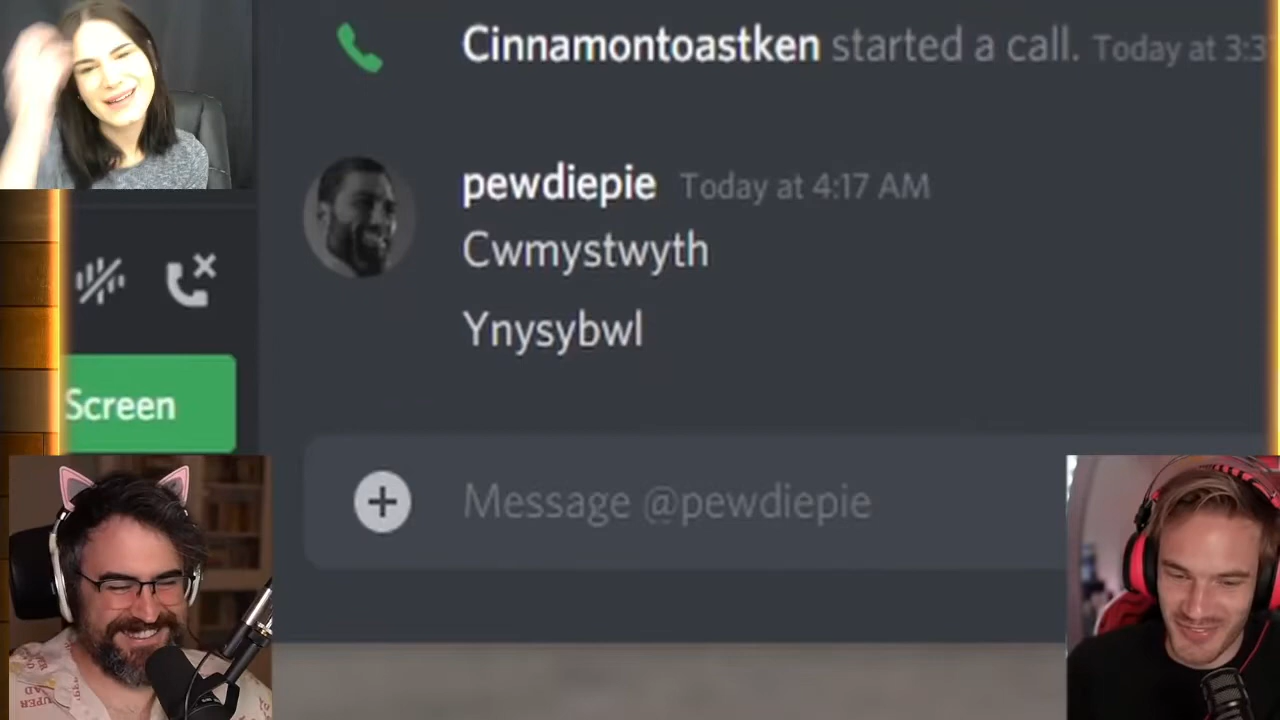 Cinnamontoastken started a call. Today at 3:3
pewdiepie Today at 4:17 AM
Cwmystwyth
Ynysybwl
Screen
Message @pewdiepie